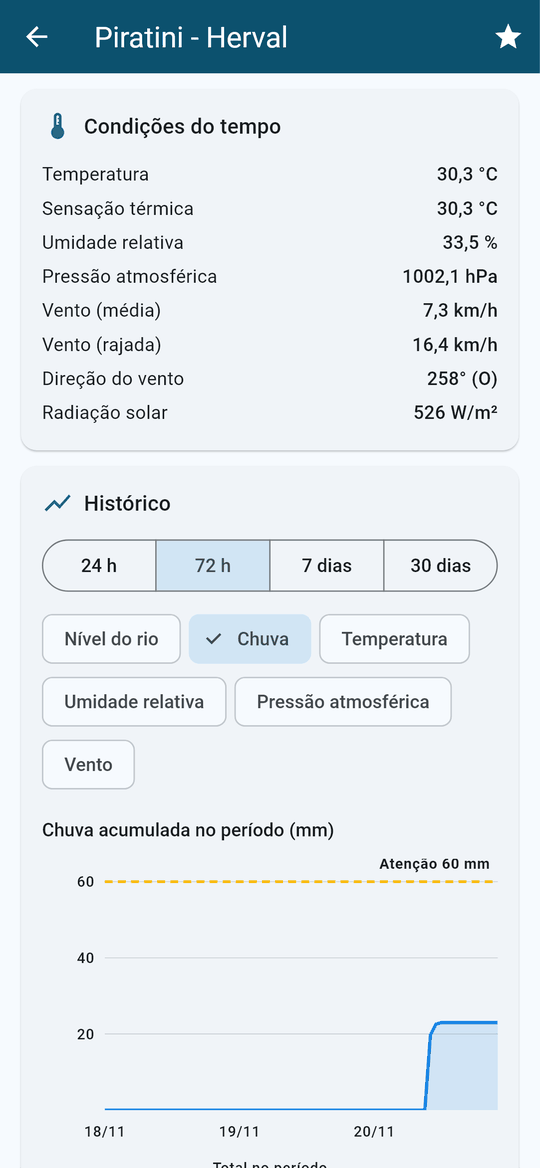 Piratini - Herval
Condições do tempo
Temperatura 30,3 °C
Sensação térmica 30,3 °C
Umidade relativa 33,5 %
Pressão atmosférica 1002,1 hPa
Vento (média) 7,3 km/h
Vento (rajada) 16,4 km/h
Direção do vento 258° (O)
Radiação solar 526 W/m²
Histórico
24 h 72 h 7 dias 30 dias
Nível do rio Chuva Temperatura
Umidade relativa Pressão atmosférica
Vento
Chuva acumulada no período (mm)
Atenção 60 mm
60
40
20
18/11 19/11 20/11
Total no período